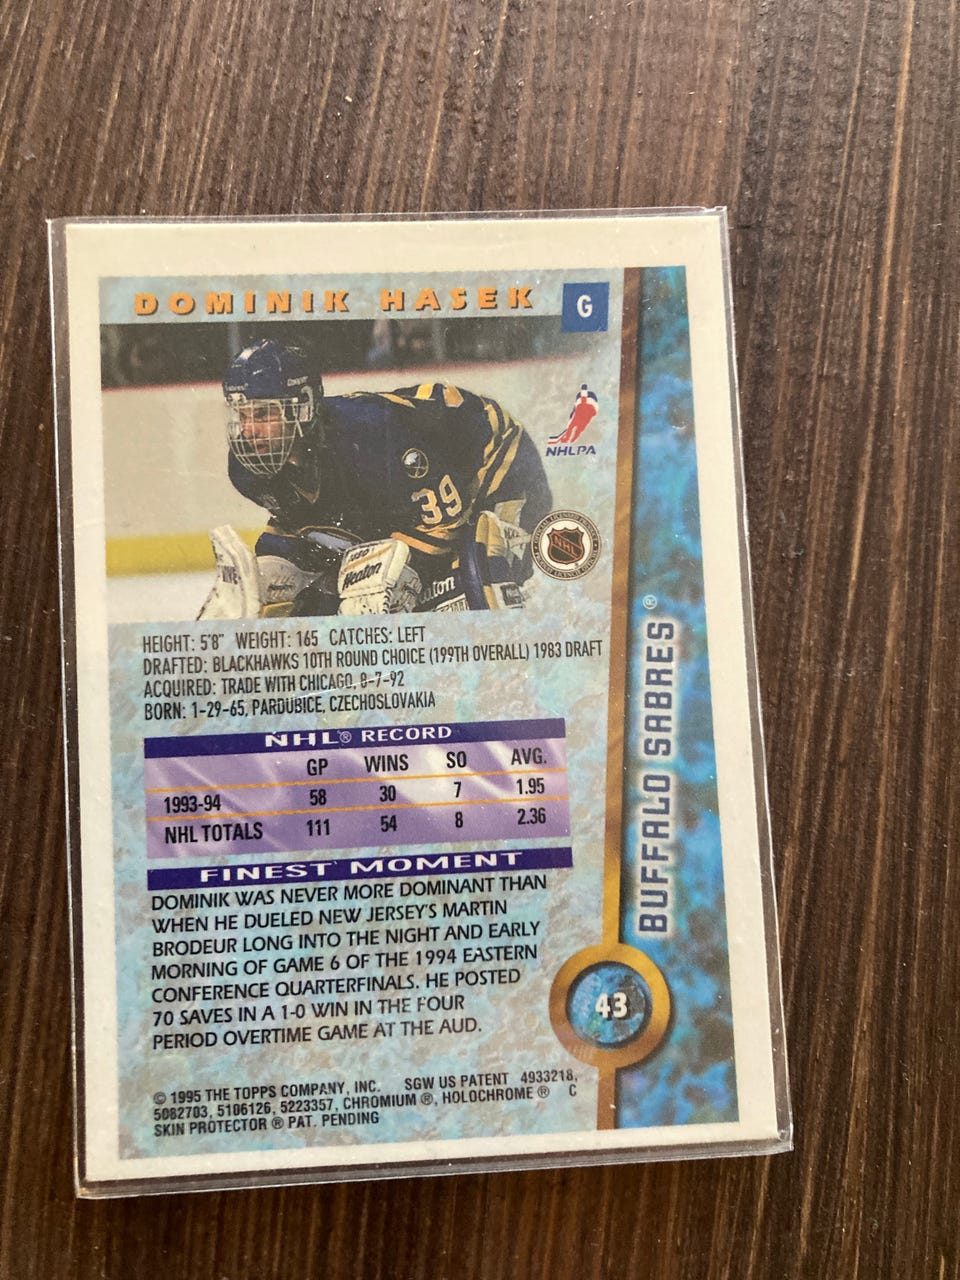 DOMINIK HASEK
G
39
NHLPA
NHL
Heaton
HEIGHT: 5'8" WEIGHT: 165 CATCHES: LEFT
DRAFTED: BLACKHAWKS 10TH ROUND CHOICE (199TH OVERALL) 1983 DRAFT
ACQUIRED: TRADE WITH CHICAGO, 8-7-92
BORN: 1-29-65, PARDUBICE, CZECHOSLOVAKIA
NHL® RECORD
GP WINS SO AVG.
1993-94 58 30 7 1.95
NHL TOTALS 111 54 8 2.36
FINEST MOMENT
DOMINIK WAS NEVER MORE DOMINANT THAN
WHEN HE DUELED NEW JERSEY'S MARTIN
BRODEUR LONG INTO THE NIGHT AND EARLY
MORNING OF GAME 6 OF THE 1994 EASTERN
CONFERENCE QUARTERFINALS. HE POSTED
70 SAVES IN A 1-0 WIN IN THE FOUR
PERIOD OVERTIME GAME AT THE AUD.
BUFFALO SABRES®
43
© 1995 THE TOPPS COMPANY, INC. SGW US PATENT 4933218,
5082703, 5106126, 5223357, CHROMIUM ®, HOLOCHROME ® C
SKIN PROTECTOR ® PAT. PENDING